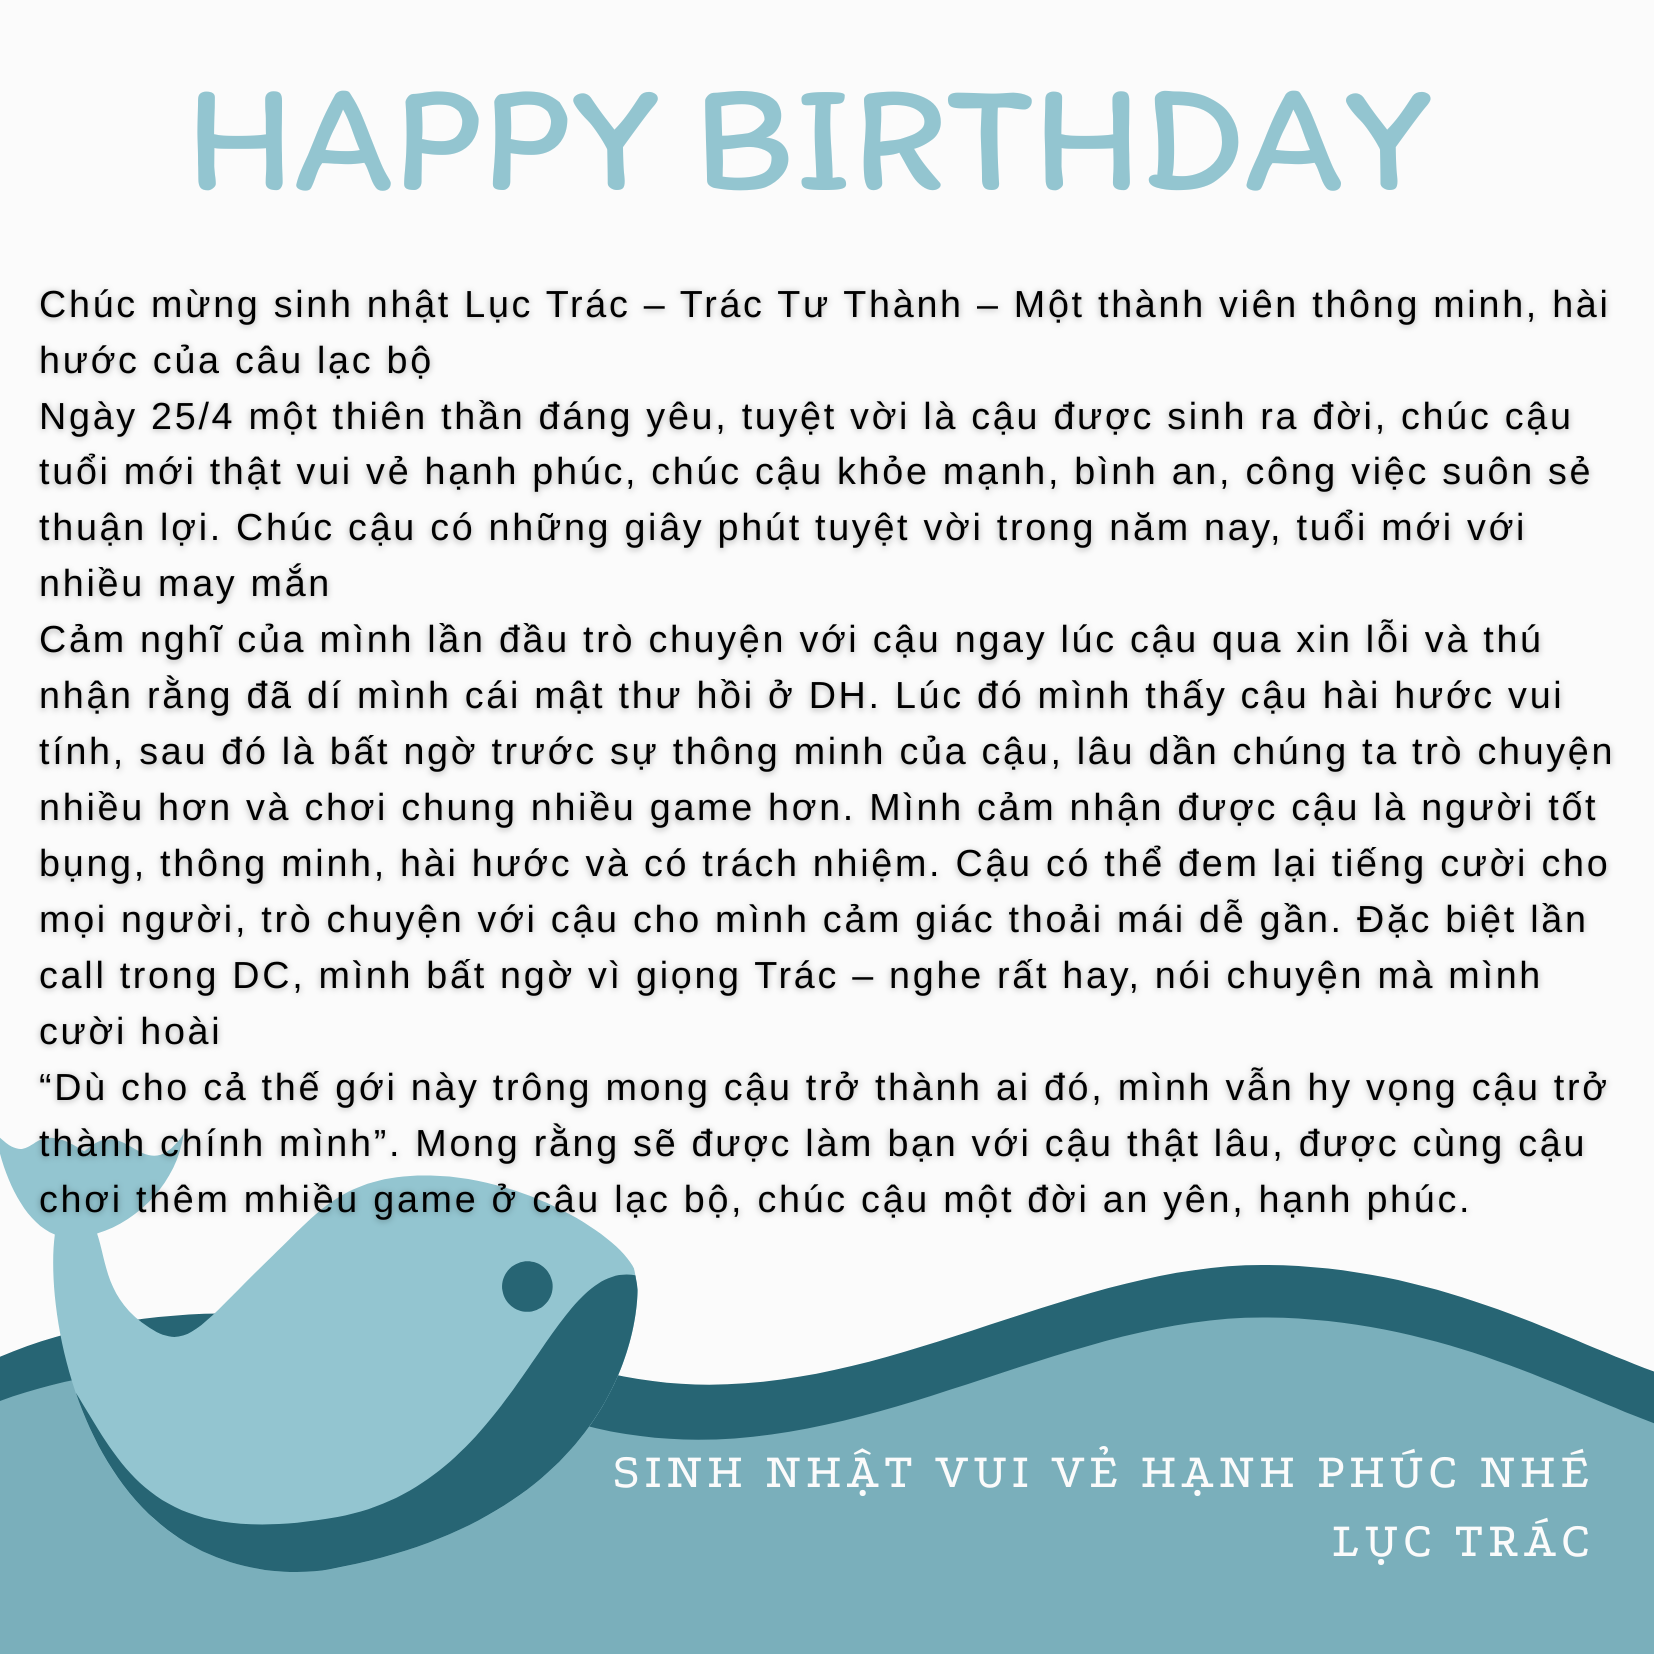 HAPPY BIRTHDAY
Chúc mừng sinh nhật Lục Trác – Trác Tư Thành – Một thành viên thông minh, hài
hước của câu lạc bộ
Ngày 25/4 một thiên thần đáng yêu, tuyệt vời là cậu được sinh ra đời, chúc cậu
tuổi mới thật vui vẻ hạnh phúc, chúc cậu khỏe mạnh, bình an, công việc suôn sẻ
thuận lợi. Chúc cậu có những giây phút tuyệt vời trong năm nay, tuổi mới với
nhiều may mắn
Cảm nghĩ của mình lần đầu trò chuyện với cậu ngay lúc cậu qua xin lỗi và thú
nhận rằng đã dí mình cái mật thư hồi ở DH. Lúc đó mình thấy cậu hài hước vui
tính, sau đó là bất ngờ trước sự thông minh của cậu, lâu dần chúng ta trò chuyện
nhiều hơn và chơi chung nhiều game hơn. Mình cảm nhận được cậu là người tốt
bụng, thông minh, hài hước và có trách nhiệm. Cậu có thể đem lại tiếng cười cho
mọi người, trò chuyện với cậu cho mình cảm giác thoải mái dễ gần. Đặc biệt lần
call trong DC, mình bất ngờ vì giọng Trác – nghe rất hay, nói chuyện mà mình
cười hoài
“Dù cho cả thế gới này trông mong cậu trở thành ai đó, mình vẫn hy vọng cậu trở
thành chính mình”. Mong rằng sẽ được làm bạn với cậu thật lâu, được cùng cậu
chơi thêm mhiều game ở câu lạc bộ, chúc cậu một đời an yên, hạnh phúc.
SINH NHẬT VUI VẺ HẠNH PHÚC NHÉ
LỤC TRÁC